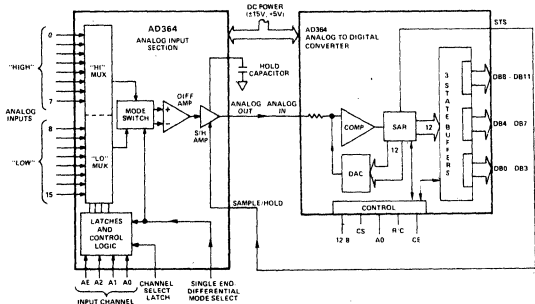 AD364
ANALOG INPUT
SECTION
DC POWER
(±15V, +5V)
AD364
ANALOG TO DIGITAL
CONVERTER
STS
0
"HIGH"
7
ANALOG
INPUTS
8
"LOW"
15
"HI"
MUX
"LO"
MUX
MODE
SWITCH
DIFF
AMP
+
−
S/H
AMP
HOLD
CAPACITOR
ANALOG
OUT
ANALOG
IN
COMP
SAR
12
12
DAC
3
STATE
BUFFERS
DB8 - DB11
DB4 DB7
DB0 DB3
SAMPLE/HOLD
CONTROL
12/8
CS
A0
R/C
CE
LATCHES
AND
CONTROL
LOGIC
AE A2 A1 A0
INPUT CHANNEL
CHANNEL
SELECT
LATCH
SINGLE END
DIFFERENTIAL
MODE SELECT